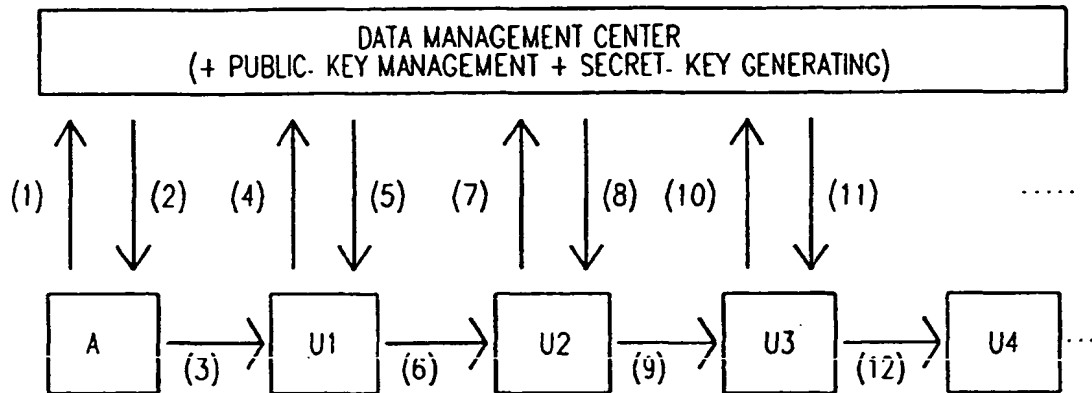 DATA MANAGEMENT CENTER
(+ PUBLIC- KEY MANAGEMENT + SECRET- KEY GENERATING)
(1) (2) (4) (5) (7) (8) (10) (11) .....
A U1 U2 U3 U4 ...
(3) (6) (9) (12)